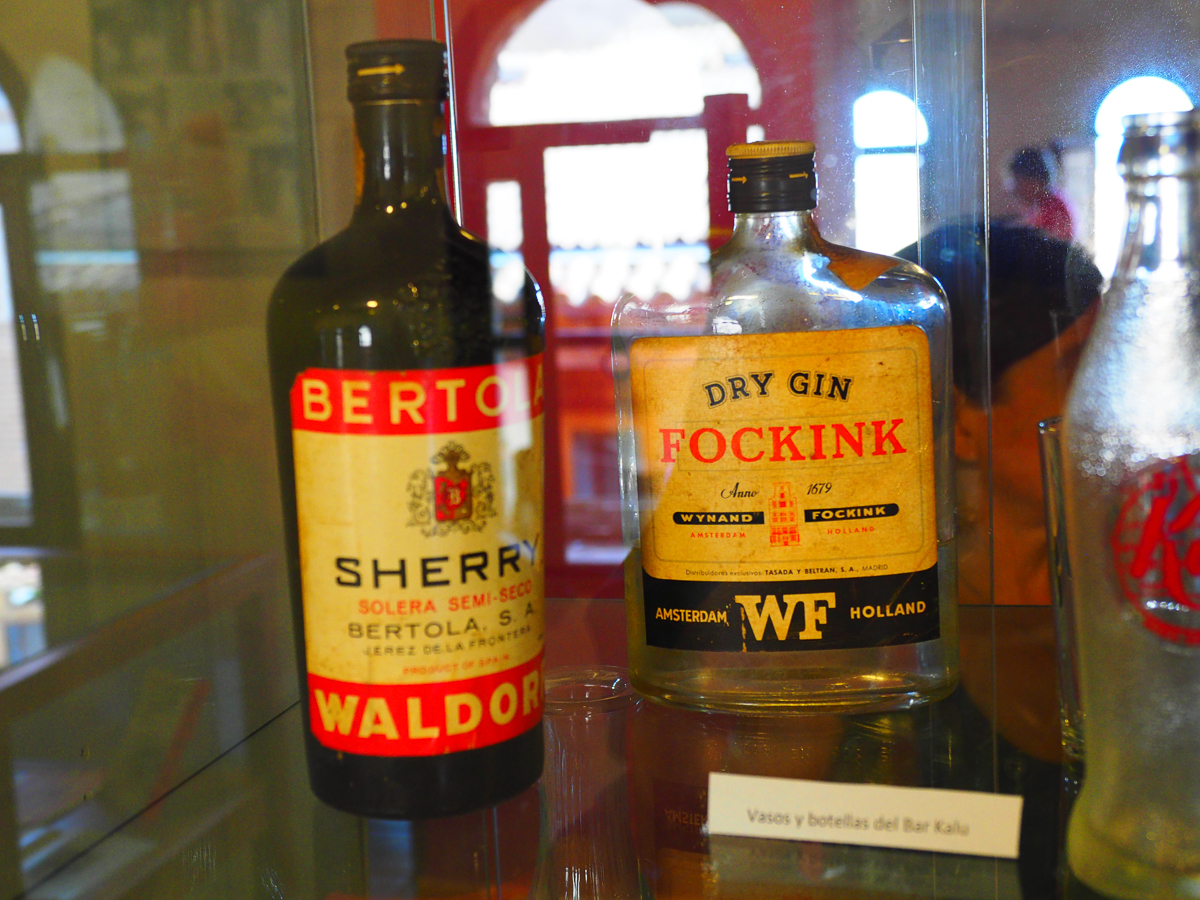 BERTOLA
B
SHERRY
SOLERA SEMI-SECO
BERTOLA, S. A.
JEREZ DE LA FRONTERA
PRODUCT OF SPAIN
WALDOR
DRY GIN
FOCKINK
Anno 1679
WYNAND FOCKINK
AMSTERDAM HOLLAND
Distribuidores exclusivos: TASADA Y BELTRAN, S. A., MADRID
AMSTERDAM WF HOLLAND
Vasos y botellas del Bar Kalu